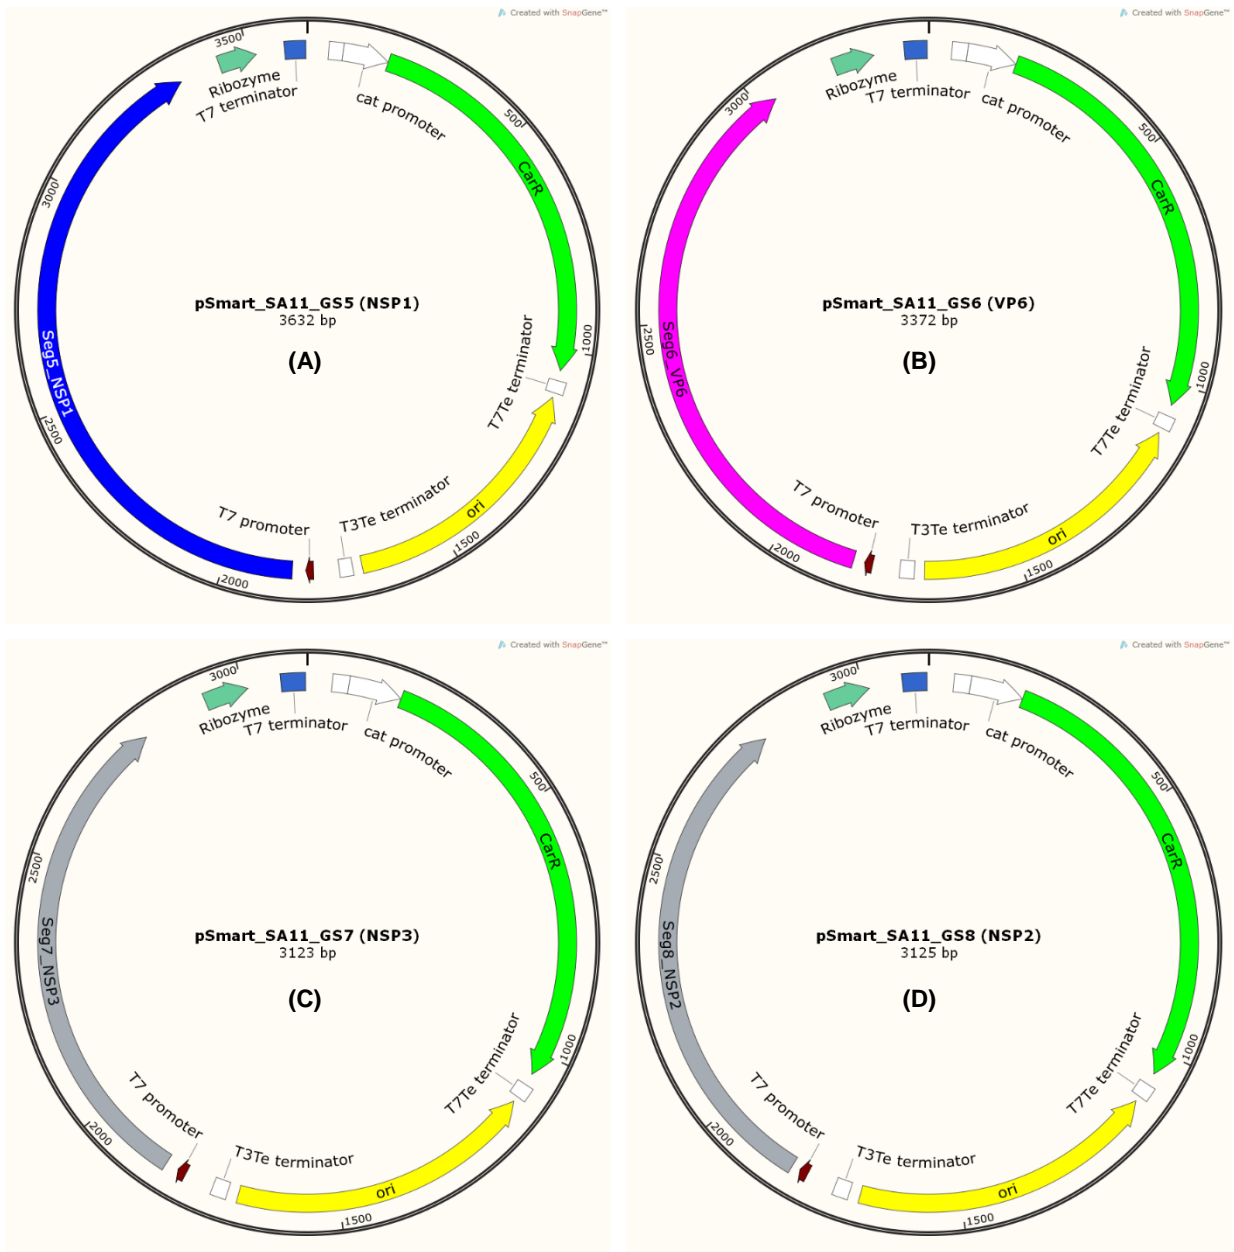 Created with SnapGene™
3500
Ribozyme
T7 terminator
cat promoter
500
CarR
3000
pSmart_SA11_GS5 (NSP1)
3632 bp
(A)
1000
T7Te terminator
Seg5_NSP1
2500
T7 promoter
T3Te terminator
ori
1500
2000
Created with SnapGene™
Ribozyme
T7 terminator
cat promoter
3000
500
CarR
pSmart_SA11_GS6 (VP6)
3372 bp
(B)
2500
Seg6_VP6
1000
T7Te terminator
T7 promoter
T3Te terminator
ori
2000
1500
Created with SnapGene™
3000
Ribozyme
T7 terminator
cat promoter
500
CarR
2500
pSmart_SA11_GS7 (NSP3)
3123 bp
(C)
Seg7_NSP3
1000
T7Te terminator
T7 promoter
2000
T3Te terminator
ori
1500
Created with SnapGene™
3000
Ribozyme
T7 terminator
cat promoter
500
CarR
2500
pSmart_SA11_GS8 (NSP2)
3125 bp
(D)
Seg8_NSP2
1000
T7Te terminator
T7 promoter
2000
T3Te terminator
ori
1500